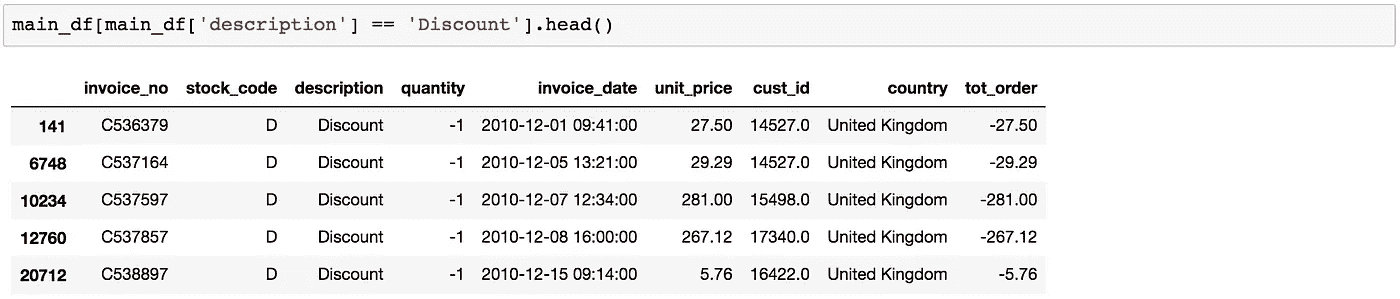 main_df[main_df['description'] == 'Discount'].head()
invoice_no stock_code description quantity invoice_date unit_price cust_id country tot_order
141 C536379 D Discount -1 2010-12-01 09:41:00 27.50 14527.0 United Kingdom -27.50
6748 C537164 D Discount -1 2010-12-05 13:21:00 29.29 14527.0 United Kingdom -29.29
10234 C537597 D Discount -1 2010-12-07 12:34:00 281.00 15498.0 United Kingdom -281.00
12760 C537857 D Discount -1 2010-12-08 16:00:00 267.12 17340.0 United Kingdom -267.12
20712 C538897 D Discount -1 2010-12-15 09:14:00 5.76 16422.0 United Kingdom -5.76